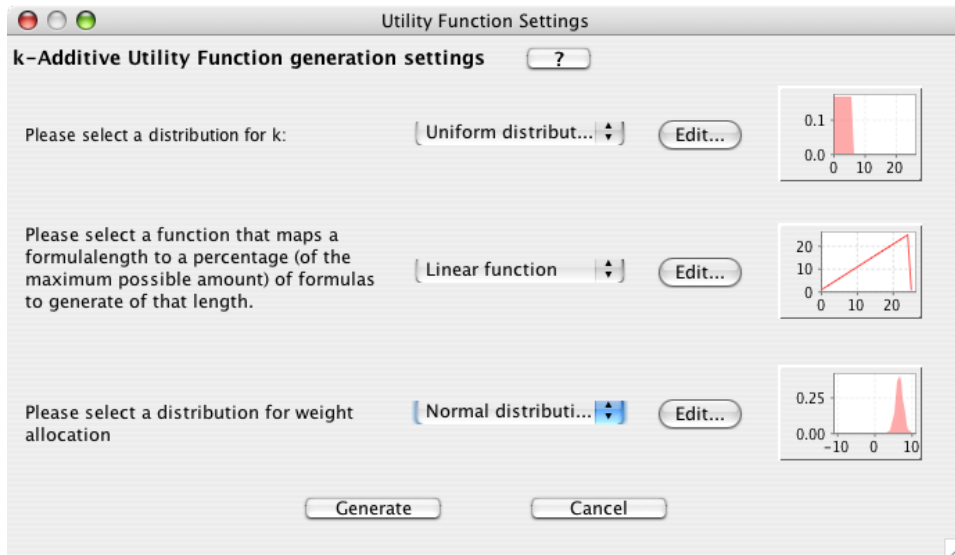 Utility Function Settings
k-Additive Utility Function generation settings ?
Please select a distribution for k: Uniform distribut... Edit...
0.1
0.0
0 10 20
Please select a function that maps a
formulalength to a percentage (of the
maximum possible amount) of formulas
to generate of that length.
Linear function Edit...
20
10
0
0 10 20
Please select a distribution for weight
allocation
Normal distributi... Edit...
0.25
0.00
-10 0 10
Generate Cancel